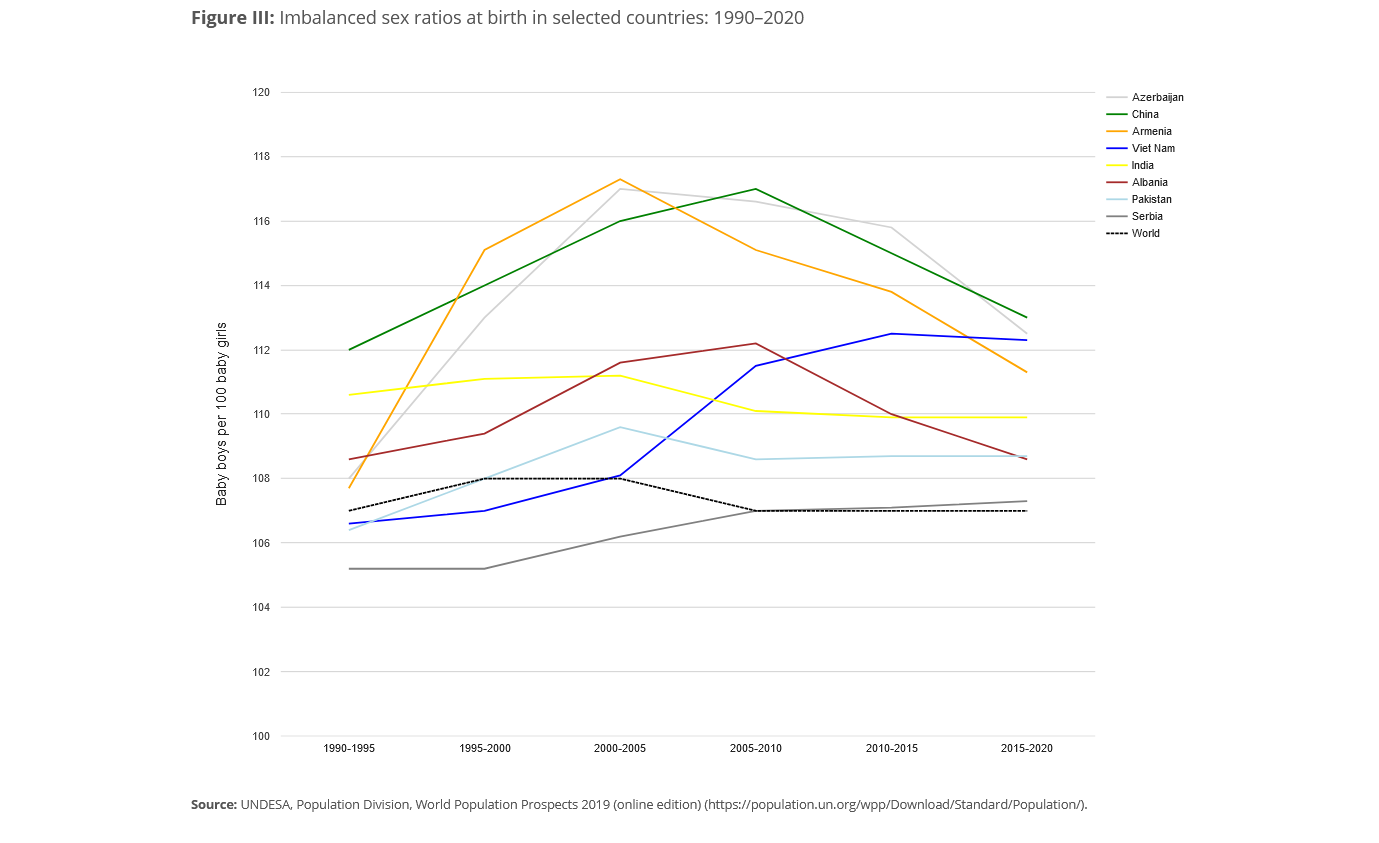 Figure III: Imbalanced sex ratios at birth in selected countries: 1990–2020
120
118
116
114
112
110
108
106
104
102
100
Baby boys per 100 baby girls
1990-1995
1995-2000
2000-2005
2005-2010
2010-2015
2015-2020
Azerbaijan
China
Armenia
Viet Nam
India
Albania
Pakistan
Serbia
World
Source: UNDESA, Population Division, World Population Prospects 2019 (online edition) (https://population.un.org/wpp/Download/Standard/Population/).